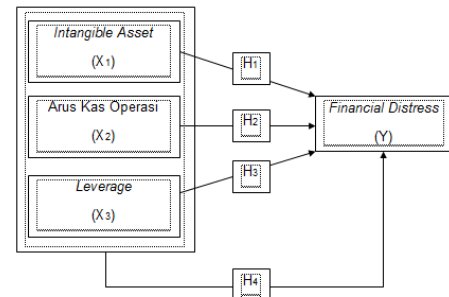 Intangible Asset
(X1)
H1
Arus Kas Operasi
(X2)
H2
Financial Distress
(Y)
Leverage
(X3)
H3
H4